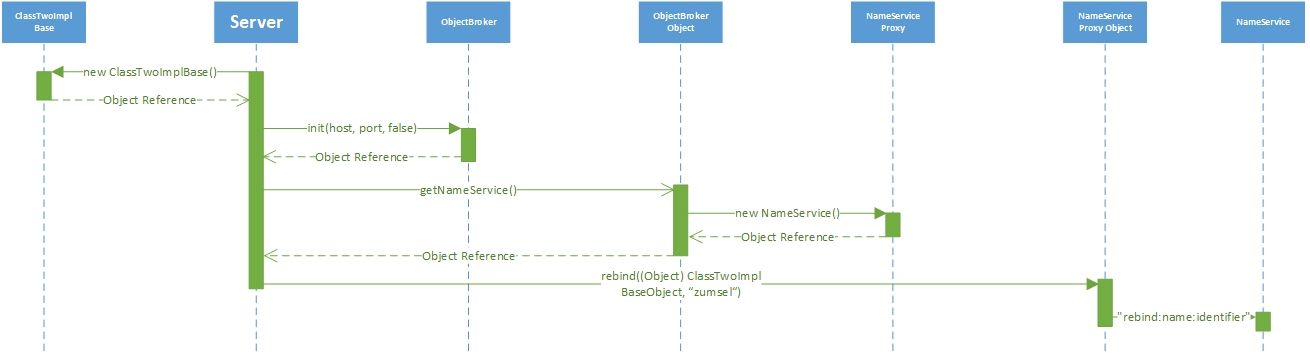 ClassTwoImpl
Base
Server
ObjectBroker
ObjectBroker
Object
NameService
Proxy
NameService
Proxy Object
NameService
new ClassTwoImplBase()
Object Reference
init(host, port, false)
Object Reference
getNameService()
new NameService()
Object Reference
Object Reference
rebind((Object) ClassTwoImpl
BaseObject, “zumsel“)
"rebind:name:identifier"